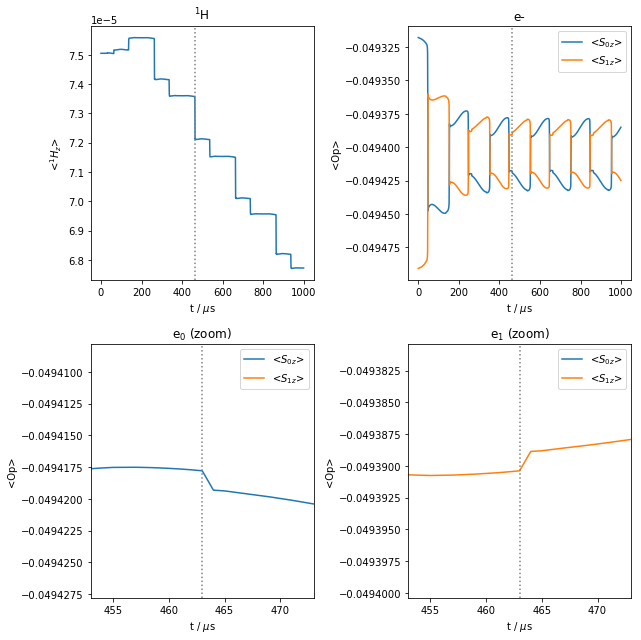 ¹H
1e−5
7.5
7.4
7.3
7.2
7.1
7.0
6.9
6.8
<¹H_z>
0 200 400 600 800 1000
t / μs
e-
<S_0z>
<S_1z>
−0.049325
−0.049350
−0.049375
−0.049400
−0.049425
−0.049450
−0.049475
<Op>
0 200 400 600 800 1000
t / μs
e₀ (zoom)
<S_0z>
<S_1z>
−0.0494100
−0.0494125
−0.0494150
−0.0494175
−0.0494200
−0.0494225
−0.0494250
−0.0494275
<Op>
455 460 465 470
t / μs
e₁ (zoom)
<S_0z>
<S_1z>
−0.0493825
−0.0493850
−0.0493875
−0.0493900
−0.0493925
−0.0493950
−0.0493975
−0.0494000
<Op>
455 460 465 470
t / μs